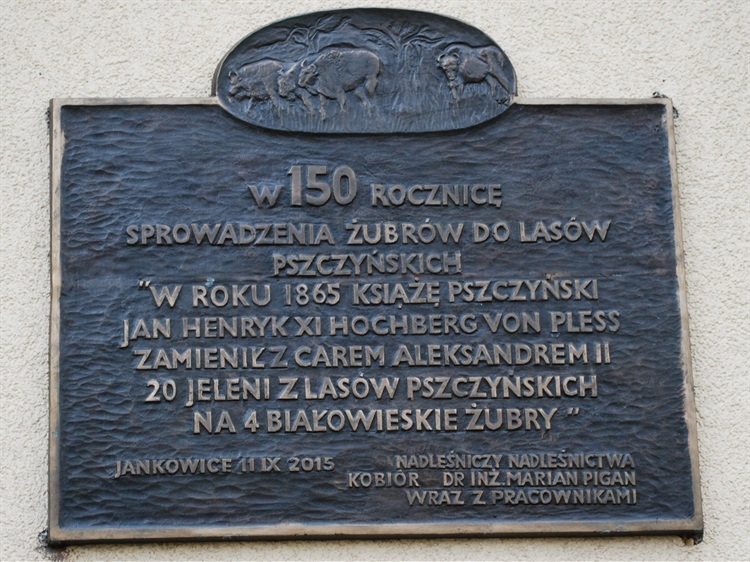 W 150 ROCZNICĘ
SPROWADZENIA ŻUBRÓW DO LASÓW
PSZCZYŃSKICH
"W ROKU 1865 KSIĄŻĘ PSZCZYŃSKI
JAN HENRYK XI HOCHBERG VON PLESS
ZAMIENIŁ Z CAREM ALEKSANDREM II
20 JELENI Z LASÓW PSZCZYŃSKICH
NA 4 BIAŁOWIESKIE ŻUBRY"
JANKOWICE 11 IX 2015 NADLEŚNICZY NADLEŚNICTWA
KOBIÓR DR INŻ. MARIAN PIGAN
WRAZ Z PRACOWNIKAMI